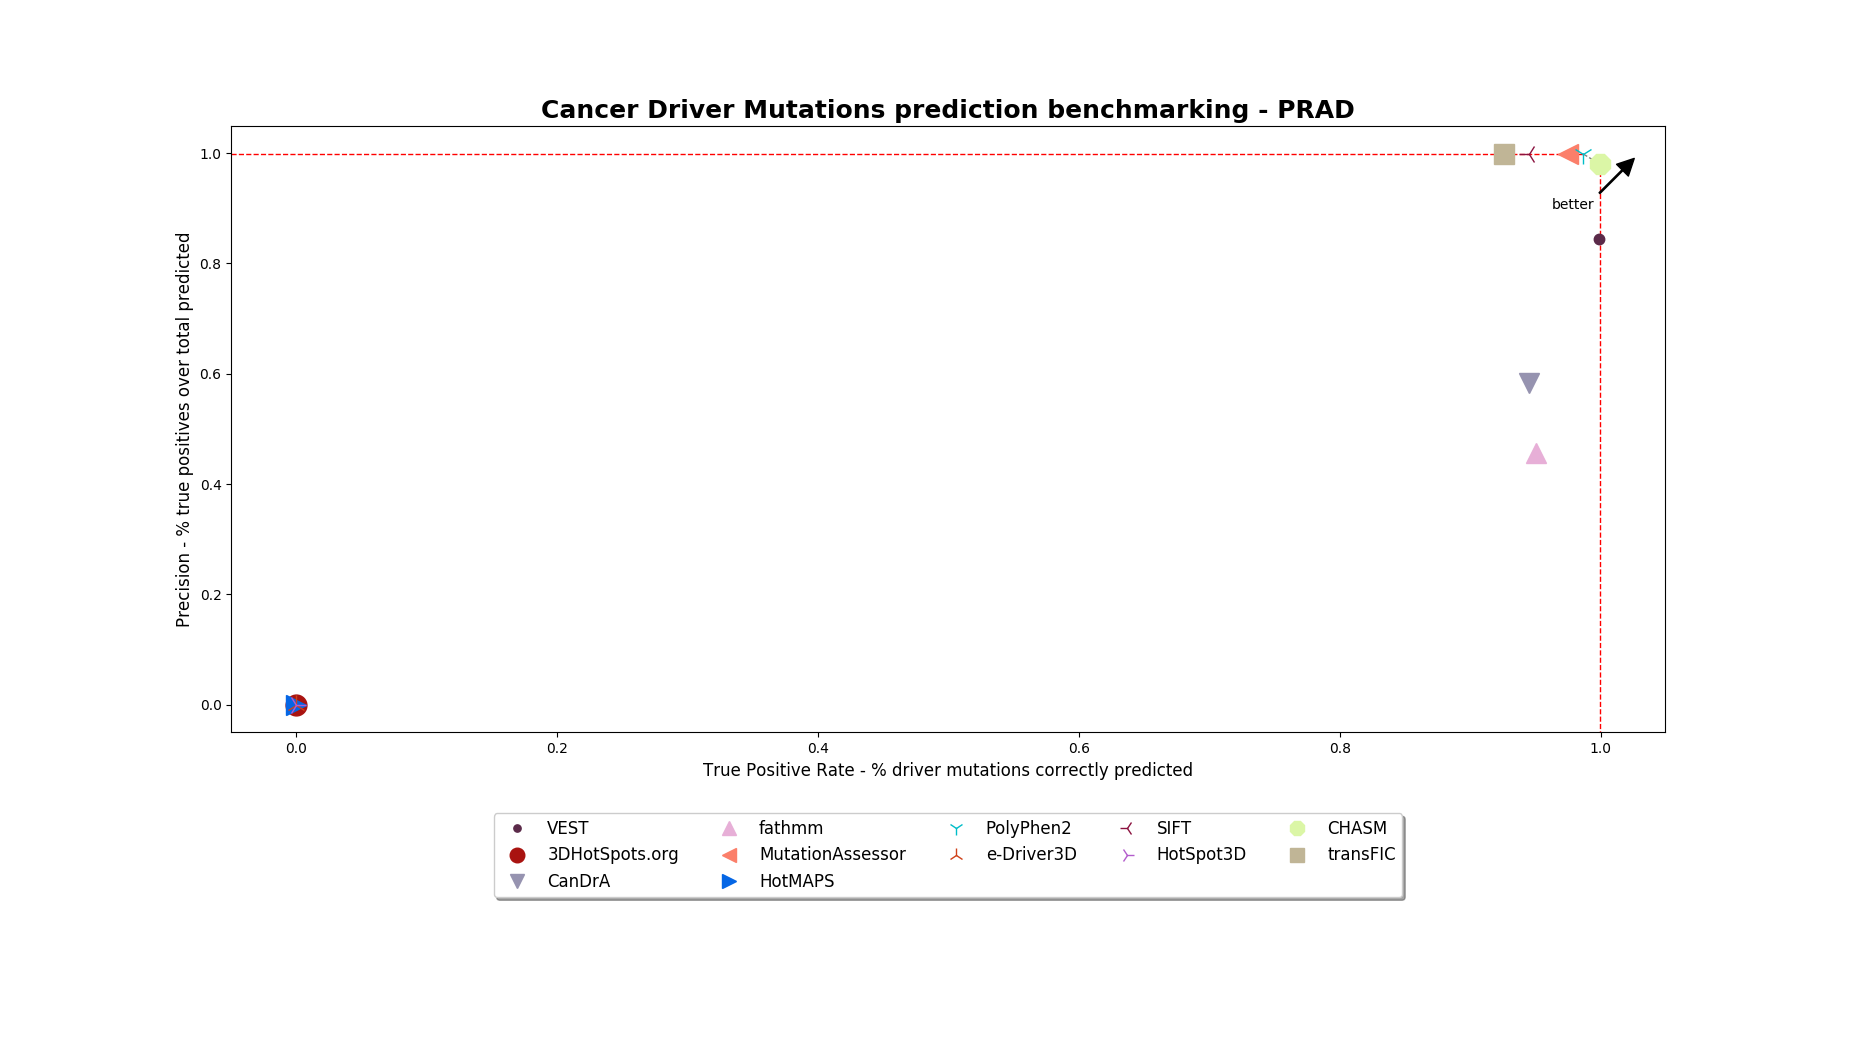 Cancer Driver Mutations prediction benchmarking - PRAD
Precision - % true positives over total predicted
1.0
0.8
0.6
0.4
0.2
0.0
better
0.0 0.2 0.4 0.6 0.8 1.0
True Positive Rate - % driver mutations correctly predicted
VEST fathmm PolyPhen2 SIFT CHASM
3DHotSpots.org MutationAssessor e-Driver3D HotSpot3D transFIC
CanDrA HotMAPS